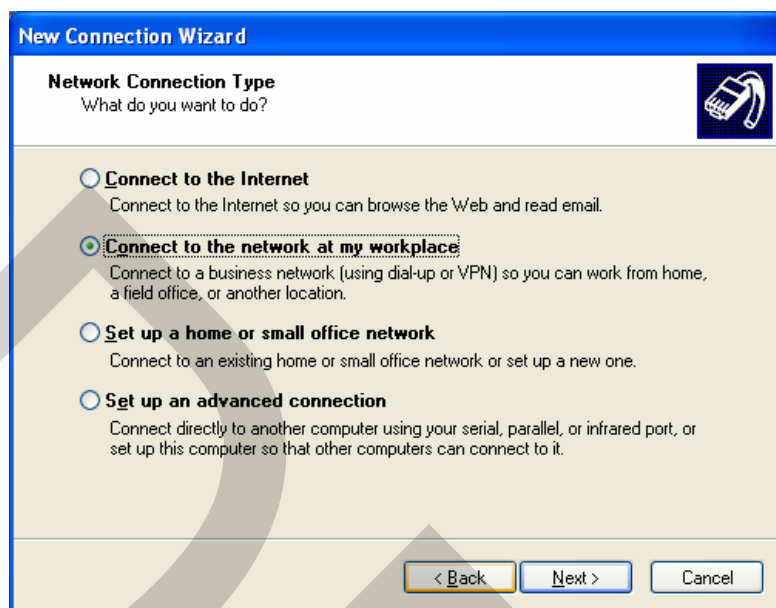 New Connection Wizard
Network Connection Type
What do you want to do?
Connect to the Internet
Connect to the Internet so you can browse the Web and read email.
Connect to the network at my workplace
Connect to a business network (using dial-up or VPN) so you can work from home,
a field office, or another location.
Set up a home or small office network
Connect to an existing home or small office network or set up a new one.
Set up an advanced connection
Connect directly to another computer using your serial, parallel, or infrared port, or
set up this computer so that other computers can connect to it.
< Back Next > Cancel